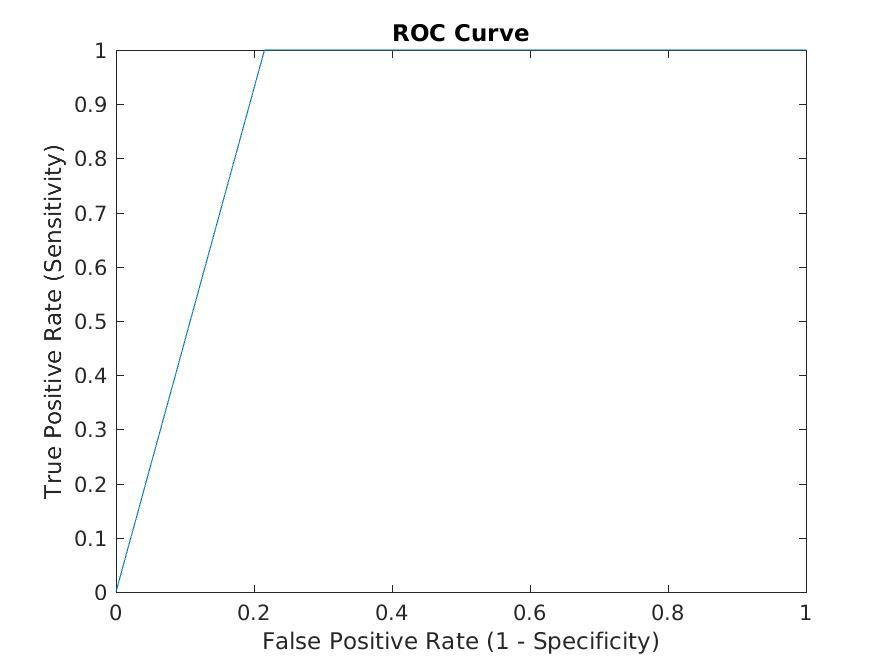 ROC Curve
1
0.9
0.8
0.7
0.6
0.5
0.4
0.3
0.2
0.1
0
True Positive Rate (Sensitivity)
0 0.2 0.4 0.6 0.8 1
False Positive Rate (1 - Specificity)